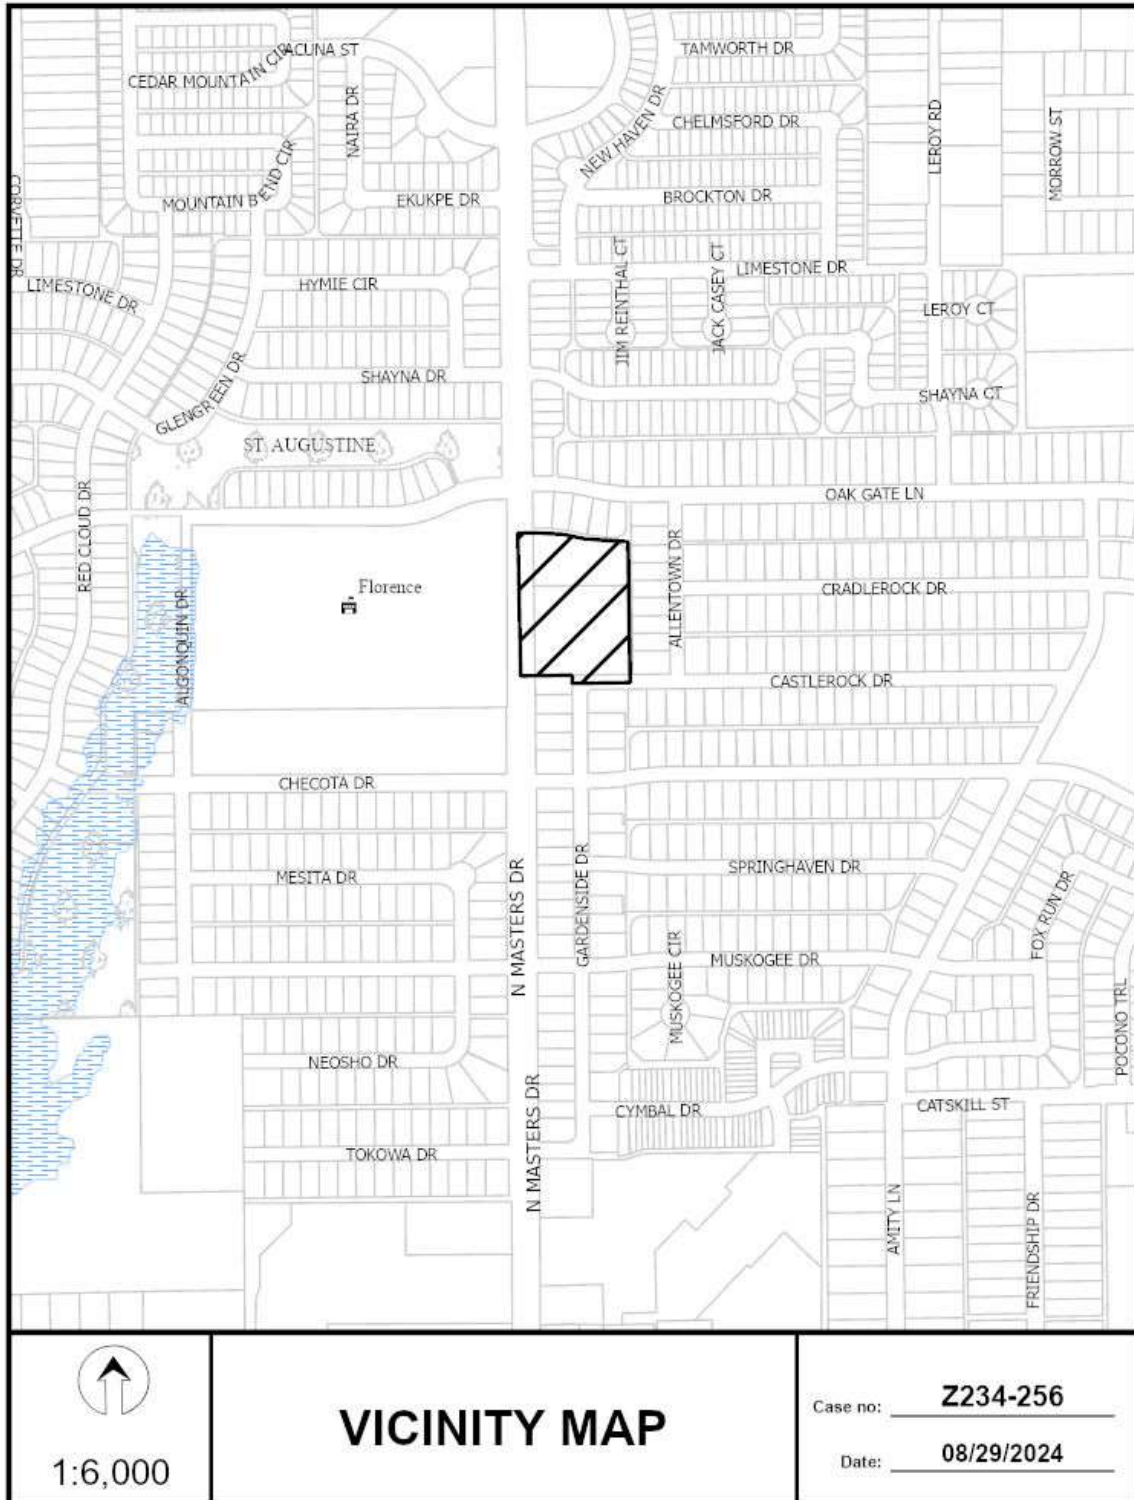 ACUNA ST
TAMWORTH DR
CEDAR MOUNTAIN CIR
NAIRA DR
NEW HAVEN DR
CHELMSFORD DR
LEROY RD
MORROW ST
MOUNTAIN BEND CIR
EKUKPE DR
BROCKTON DR
CORVETTE DR
LIMESTONE DR
HYMIE CIR
JIM REINTHAL CT
JACK CASEY CT
LIMESTONE DR
LEROY CT
GLENGREEN DR
SHAYNA DR
SHAYNA CT
ST. AUGUSTINE
RED CLOUD DR
OAK GATE LN
ALGONQUIN DR
Florence
ALLENTOWN DR
CRADLEROCK DR
CASTLEROCK DR
CHECOTA DR
MESITA DR
N MASTERS DR
GARDENSIDE DR
SPRINGHAVEN DR
FOX RUN DR
MUSKOGEE CIR
MUSKOGEE DR
POCONO TRL
NEOSHO DR
N MASTERS DR
CYMBAL DR
CATSKILL ST
TOKOWA DR
AMITY LN
FRIENDSHIP DR
1:6,000
VICINITY MAP
Case no: Z234-256
Date: 08/29/2024